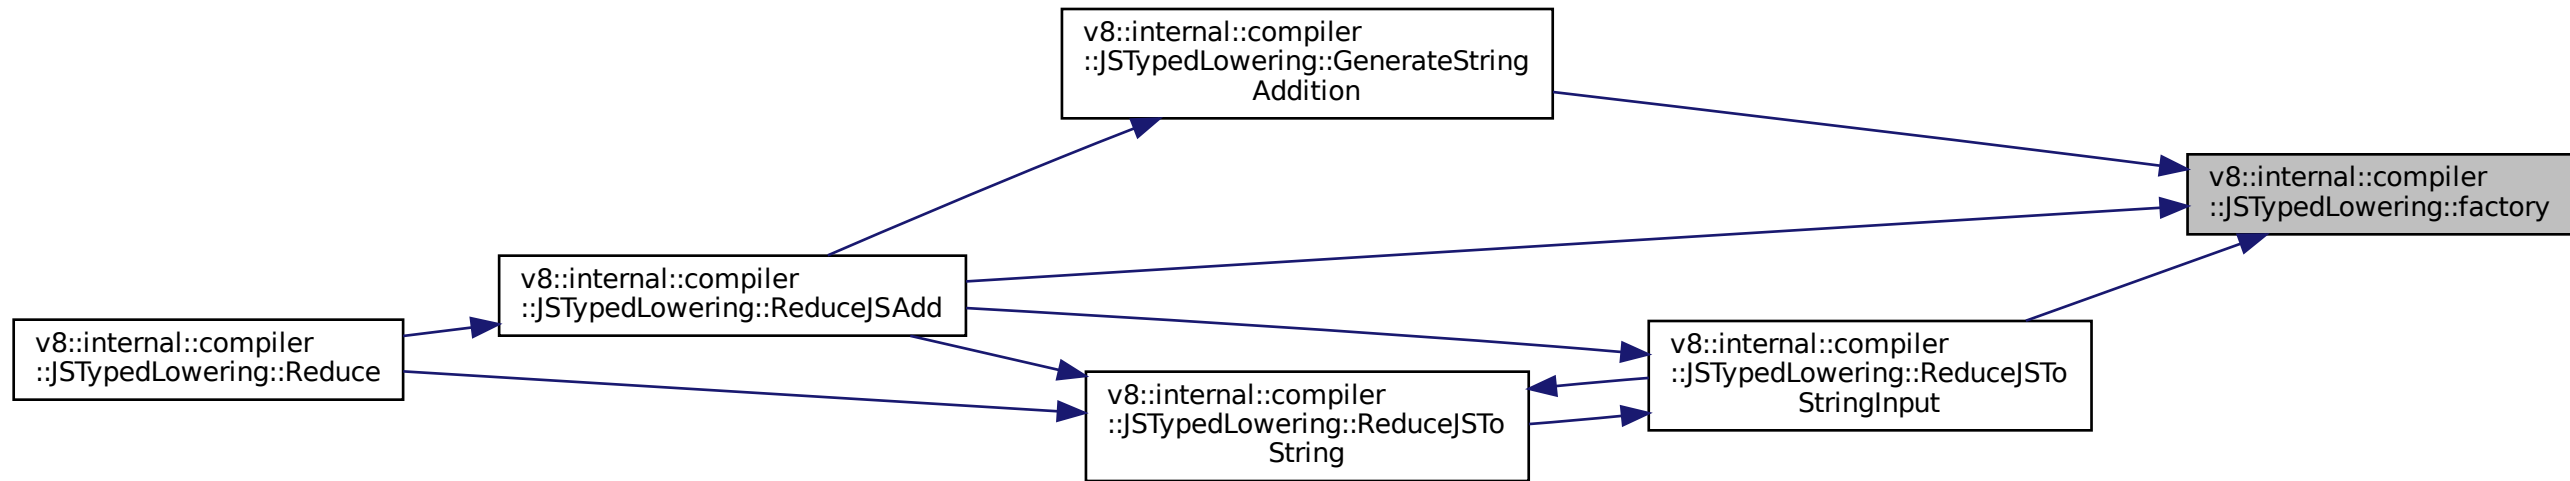 v8::internal::compiler
::JSTypedLowering::GenerateString
Addition
v8::internal::compiler
::JSTypedLowering::factory
v8::internal::compiler
::JSTypedLowering::ReduceJSAdd
v8::internal::compiler
::JSTypedLowering::Reduce
v8::internal::compiler
::JSTypedLowering::ReduceJSTo
StringInput
v8::internal::compiler
::JSTypedLowering::ReduceJSTo
String